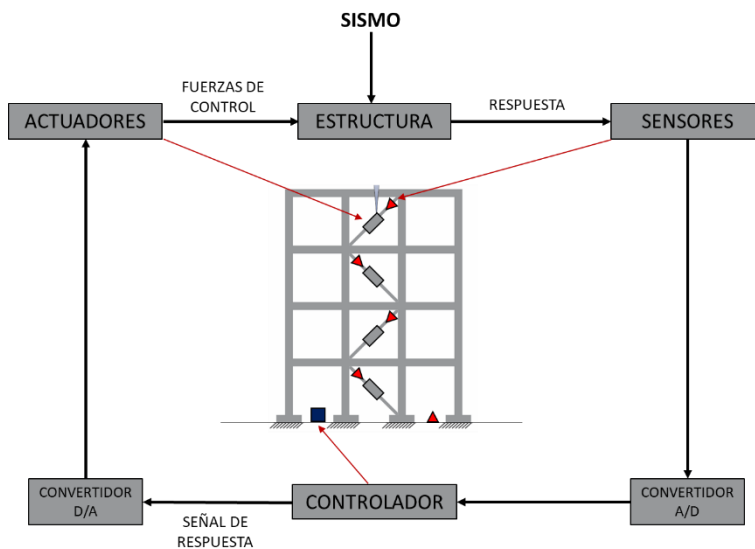 SISMO
FUERZAS DE
CONTROL
RESPUESTA
ACTUADORES
ESTRUCTURA
SENSORES
CONVERTIDOR
D/A
SEÑAL DE
RESPUESTA
CONTROLADOR
CONVERTIDOR
A/D